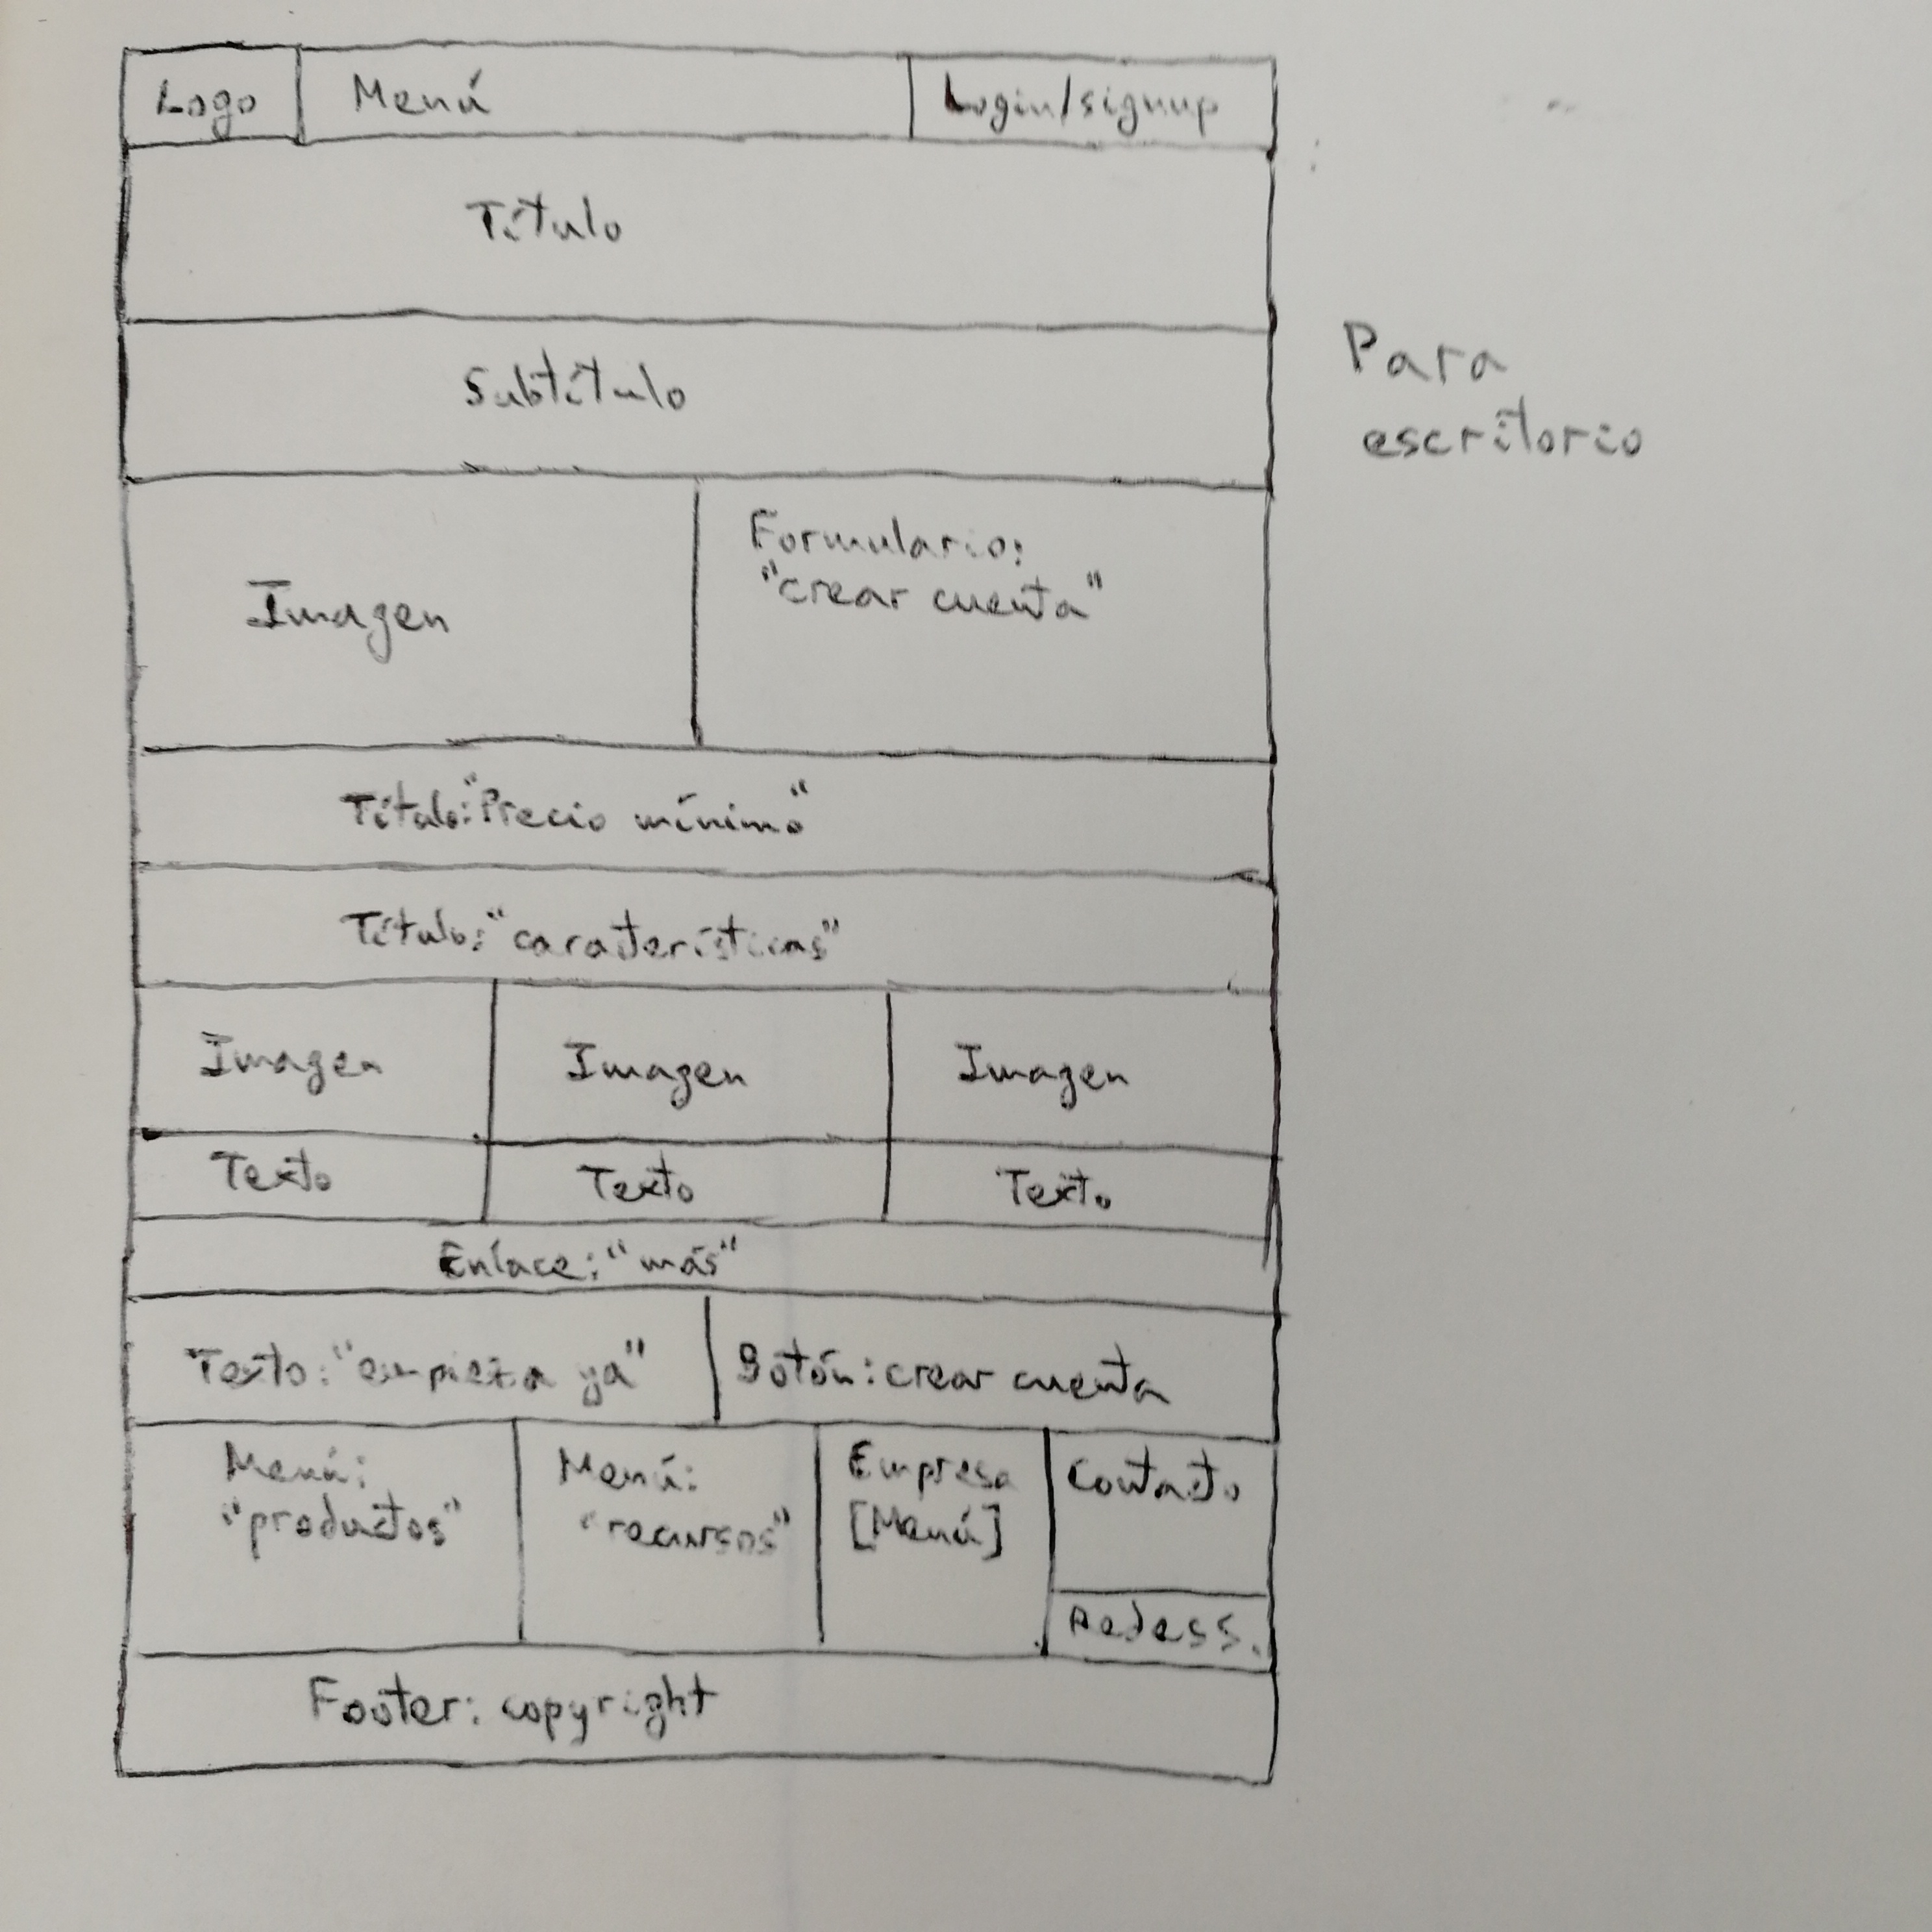 Logo
Menú
Login/signup
Título
Subtítulo
Para
escritorio
Imagen
Formulario:
"crear cuenta"
Título: "Precio mínimo"
Título: "caraterísticas"
Imagen
Imagen
Imagen
Texto
Texto
Texto
Enlace: "más"
Texto: "empieza ya"
Botón: crear cuenta
Menú:
"productos"
Menú:
"recursos"
Empresa
[Menú]
Contacto
Redes s.
Footer: copyright